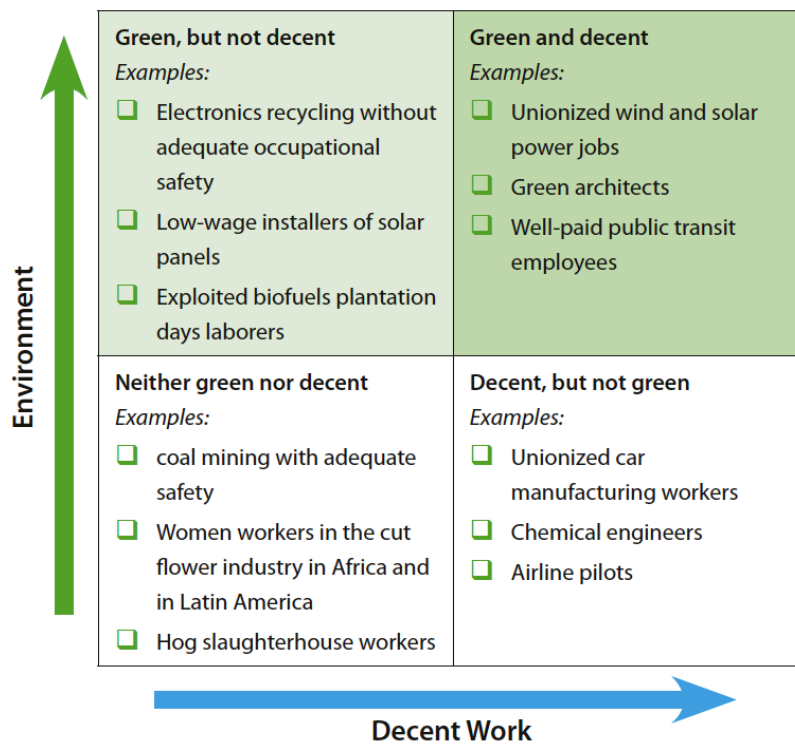 Green, but not decent
Examples:
Electronics recycling without
adequate occupational
safety
Low-wage installers of solar
panels
Exploited biofuels plantation
days laborers
Green and decent
Examples:
Unionized wind and solar
power jobs
Green architects
Well-paid public transit
employees
Environment
Neither green nor decent
Examples:
coal mining with adequate
safety
Women workers in the cut
flower industry in Africa and
in Latin America
Hog slaughterhouse workers
Decent, but not green
Examples:
Unionized car
manufacturing workers
Chemical engineers
Airline pilots
Decent Work